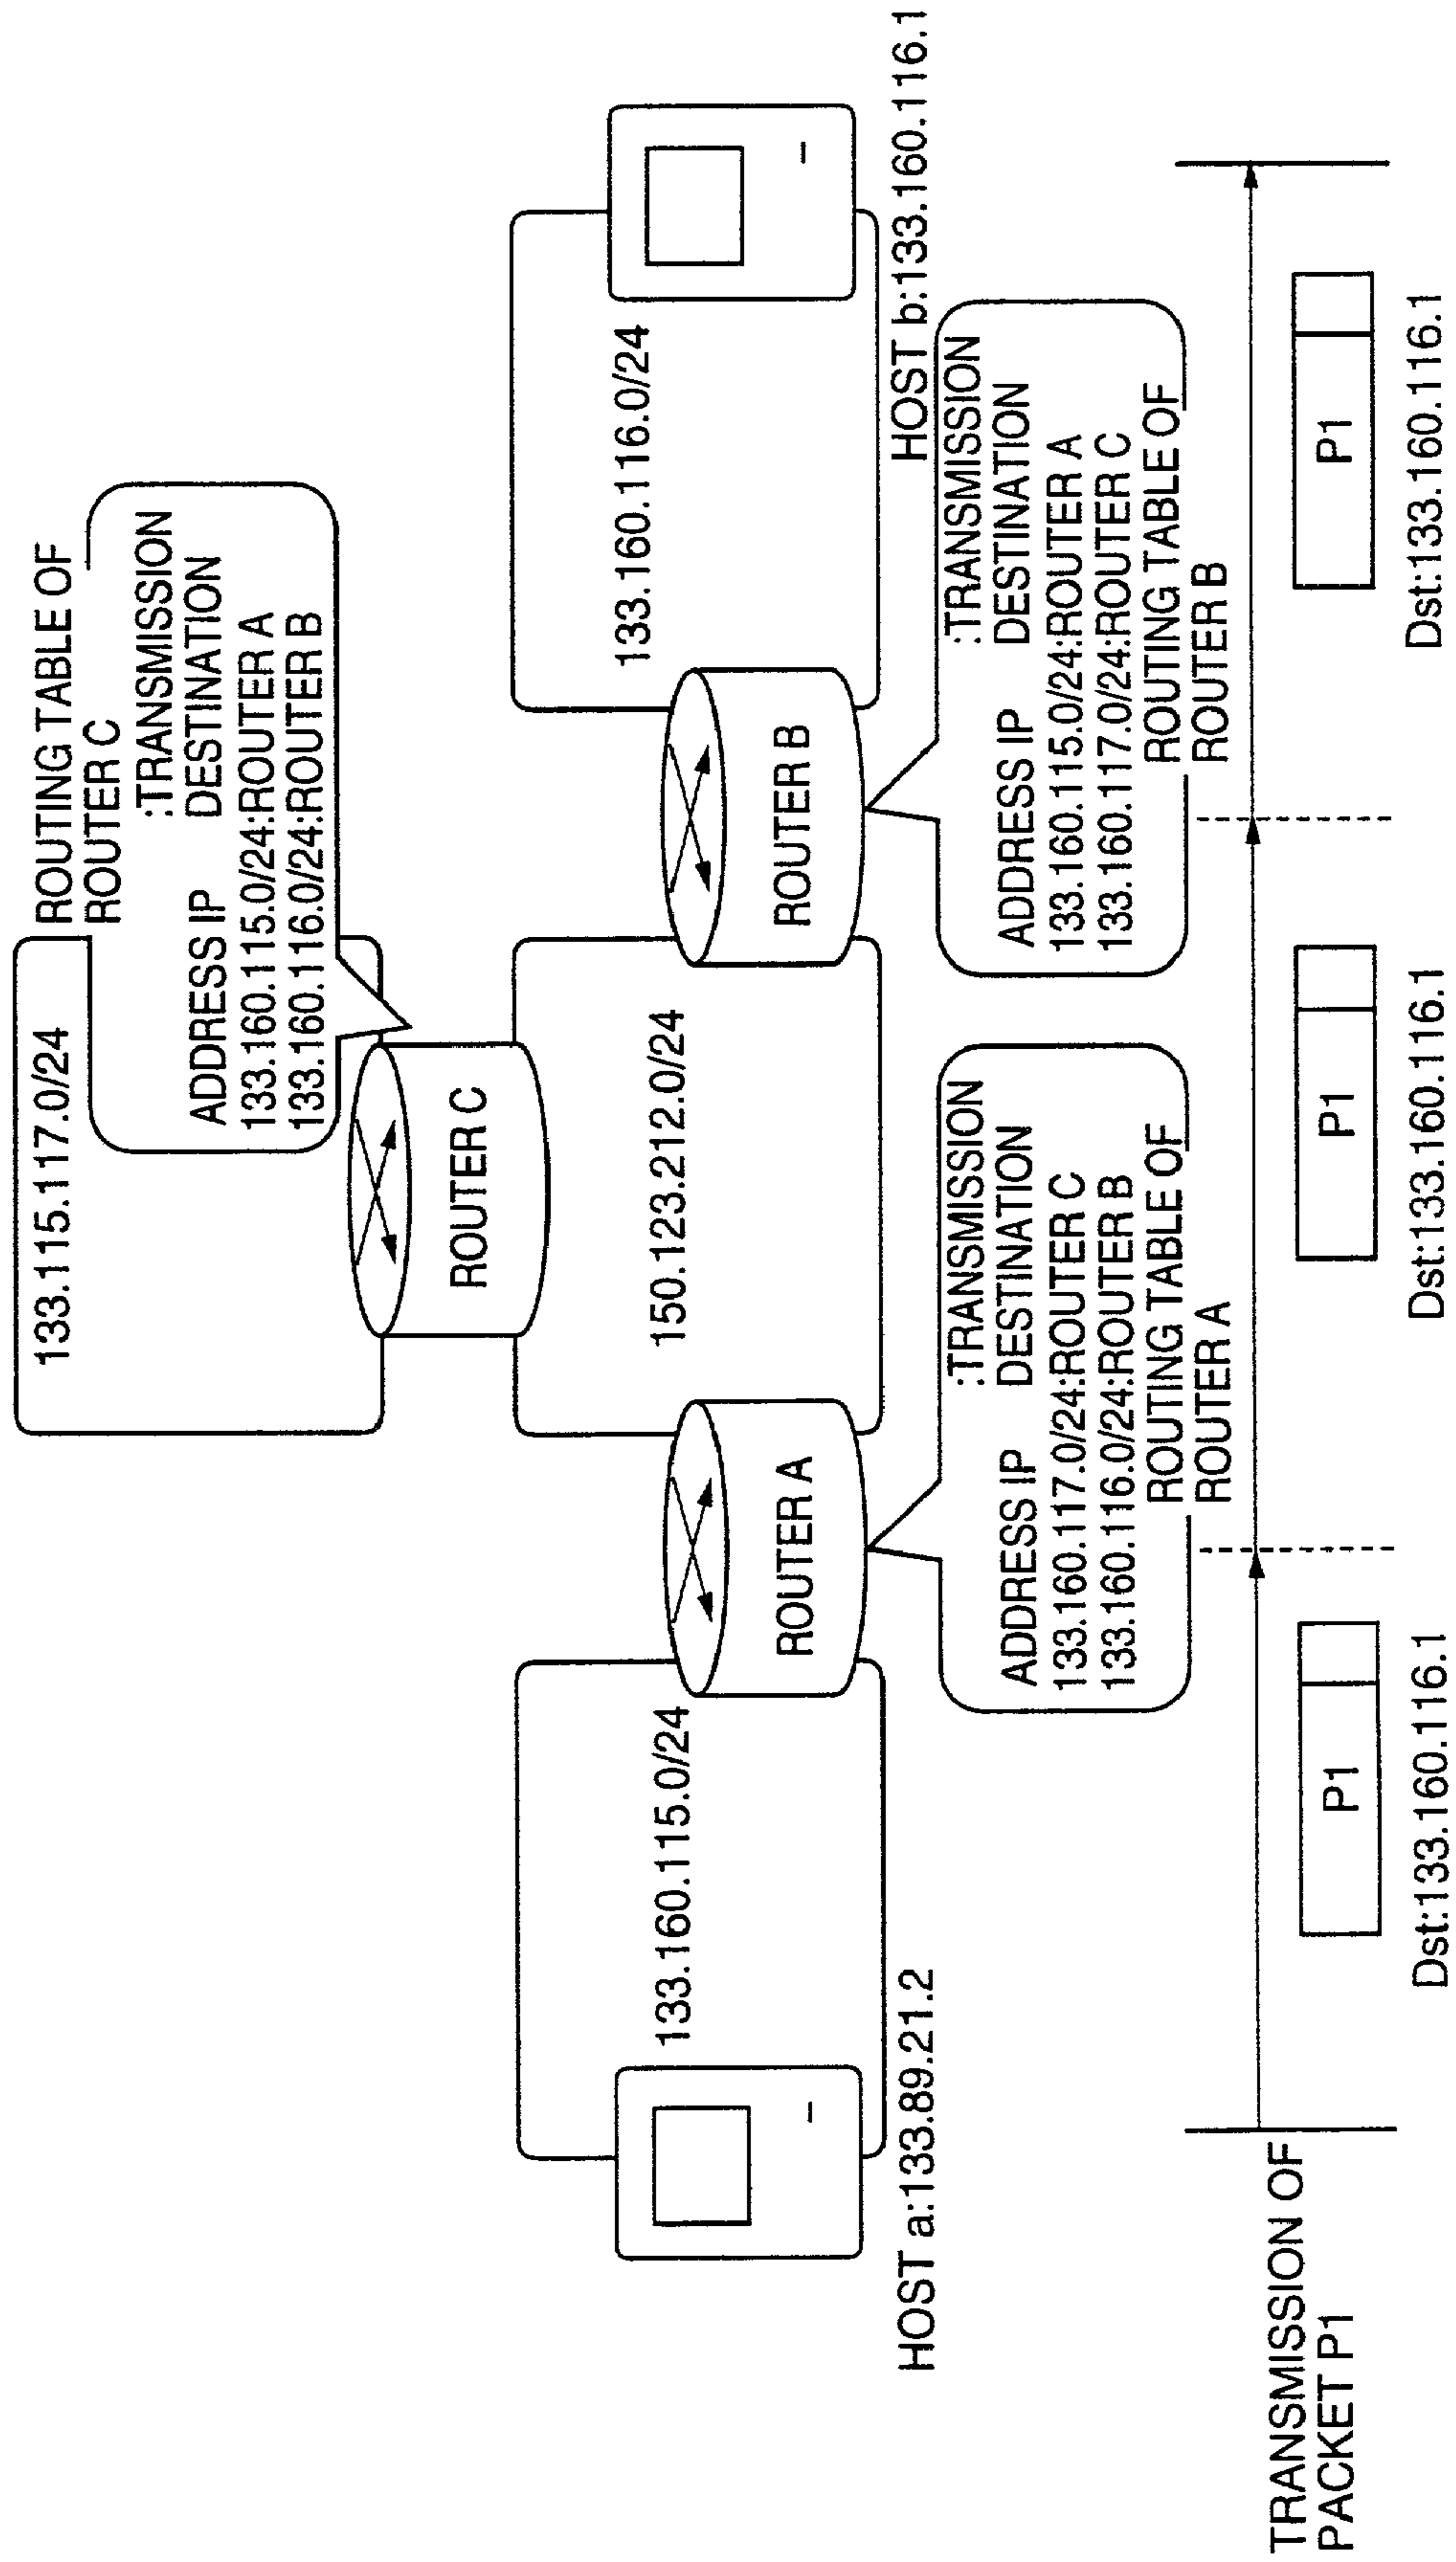 133.115.117.0/24
ROUTING TABLE OF
ROUTER C
:TRANSMISSION
ADDRESS IP DESTINATION
133.160.115.0/24:ROUTER A
133.160.116.0/24:ROUTER B
ROUTER C
133.160.115.0/24
150.123.212.0/24
133.160.116.0/24
ROUTER A
ROUTER B
HOST a:133.89.21.2
HOST b:133.160.116.1
:TRANSMISSION
ADDRESS IP DESTINATION
133.160.117.0/24:ROUTER C
133.160.116.0/24:ROUTER B
ROUTING TABLE OF
ROUTER A
:TRANSMISSION
ADDRESS IP DESTINATION
133.160.115.0/24:ROUTER A
133.160.117.0/24:ROUTER C
ROUTING TABLE OF
ROUTER B
TRANSMISSION OF
PACKET P1
P1
P1
P1
Dst:133.160.116.1
Dst:133.160.116.1
Dst:133.160.116.1